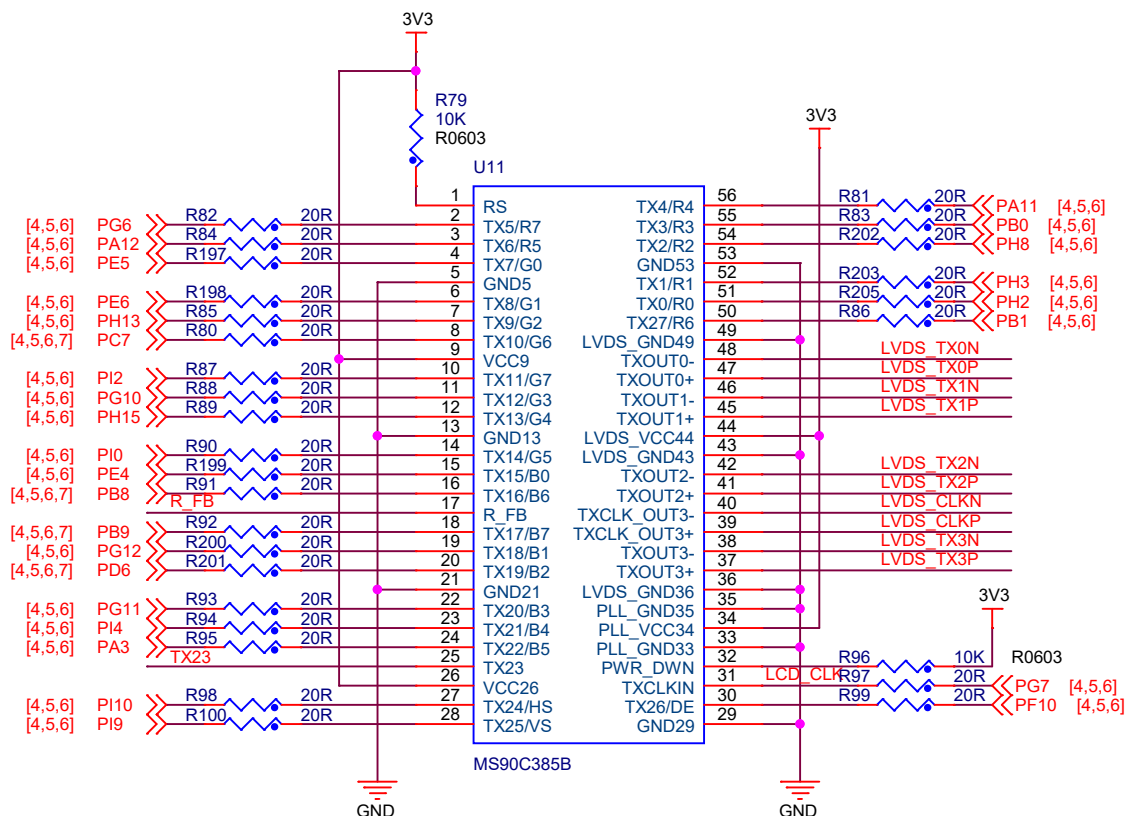 3V3
R79
10K
R0603
3V3
U11
1 RS TX4/R4 56 R81 20R PA11 [4,5,6]
[4,5,6] PG6 R82 20R 2 TX5/R7 TX3/R3 55 R83 20R PB0 [4,5,6]
[4,5,6] PA12 R84 20R 3 TX6/R5 TX2/R2 54 R202 20R PH8 [4,5,6]
[4,5,6] PE5 R197 20R 4 TX7/G0 GND53 53
5 GND5 TX1/R1 52 R203 20R PH3 [4,5,6]
[4,5,6] PE6 R198 20R 6 TX8/G1 TX0/R0 51 R205 20R PH2 [4,5,6]
[4,5,6] PH13 R85 20R 7 TX9/G2 TX27/R6 50 R86 20R PB1 [4,5,6]
[4,5,6,7] PC7 R80 20R 8 TX10/G6 LVDS_GND49 49
9 VCC9 TXOUT0- 48 LVDS_TX0N
[4,5,6] PI2 R87 20R 10 TX11/G7 TXOUT0+ 47 LVDS_TX0P
[4,5,6] PG10 R88 20R 11 TX12/G3 TXOUT1- 46 LVDS_TX1N
[4,5,6] PH15 R89 20R 12 TX13/G4 TXOUT1+ 45 LVDS_TX1P
13 GND13 LVDS_VCC44 44
[4,5,6] PI0 R90 20R 14 TX14/G5 LVDS_GND43 43
[4,5,6] PE4 R199 20R 15 TX15/B0 TXOUT2- 42 LVDS_TX2N
[4,5,6,7] PB8 R91 20R 16 TX16/B6 TXOUT2+ 41 LVDS_TX2P
R_FB 17 R_FB TXCLK_OUT3- 40 LVDS_CLKN
[4,5,6,7] PB9 R92 20R 18 TX17/B7 TXCLK_OUT3+ 39 LVDS_CLKP
[4,5,6] PG12 R200 20R 19 TX18/B1 TXOUT3- 38 LVDS_TX3N
[4,5,6,7] PD6 R201 20R 20 TX19/B2 TXOUT3+ 37 LVDS_TX3P
21 GND21 LVDS_GND36 36
[4,5,6] PG11 R93 20R 22 TX20/B3 PLL_GND35 35 3V3
[4,5,6] PI4 R94 20R 23 TX21/B4 PLL_VCC34 34
[4,5,6] PA3 R95 20R 24 TX22/B5 PLL_GND33 33
TX23 25 TX23 PWR_DWN 32 R96 10K R0603
26 VCC26 TXCLKIN 31 LCD_CLK R97 20R PG7 [4,5,6]
[4,5,6] PI10 R98 20R 27 TX24/HS TX26/DE 30 R99 20R PF10 [4,5,6]
[4,5,6] PI9 R100 20R 28 TX25/VS GND29 29
MS90C385B
GND
GND